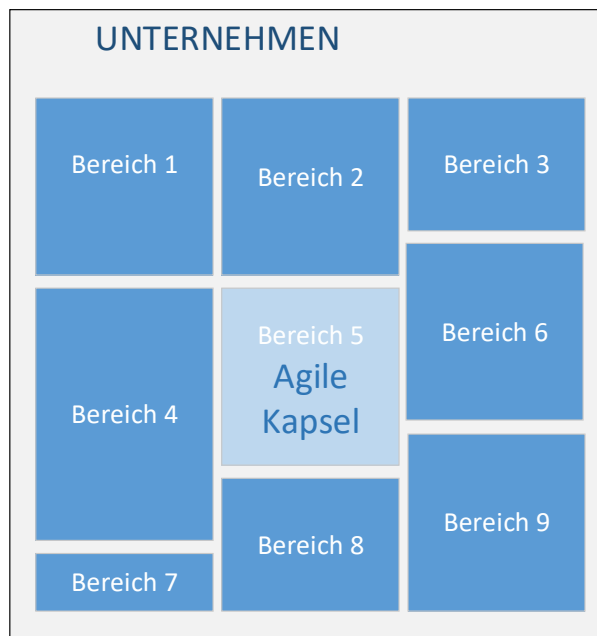 UNTERNEHMEN
Bereich 1
Bereich 2
Bereich 3
Bereich 4
Bereich 5
Agile
Kapsel
Bereich 6
Bereich 7
Bereich 8
Bereich 9